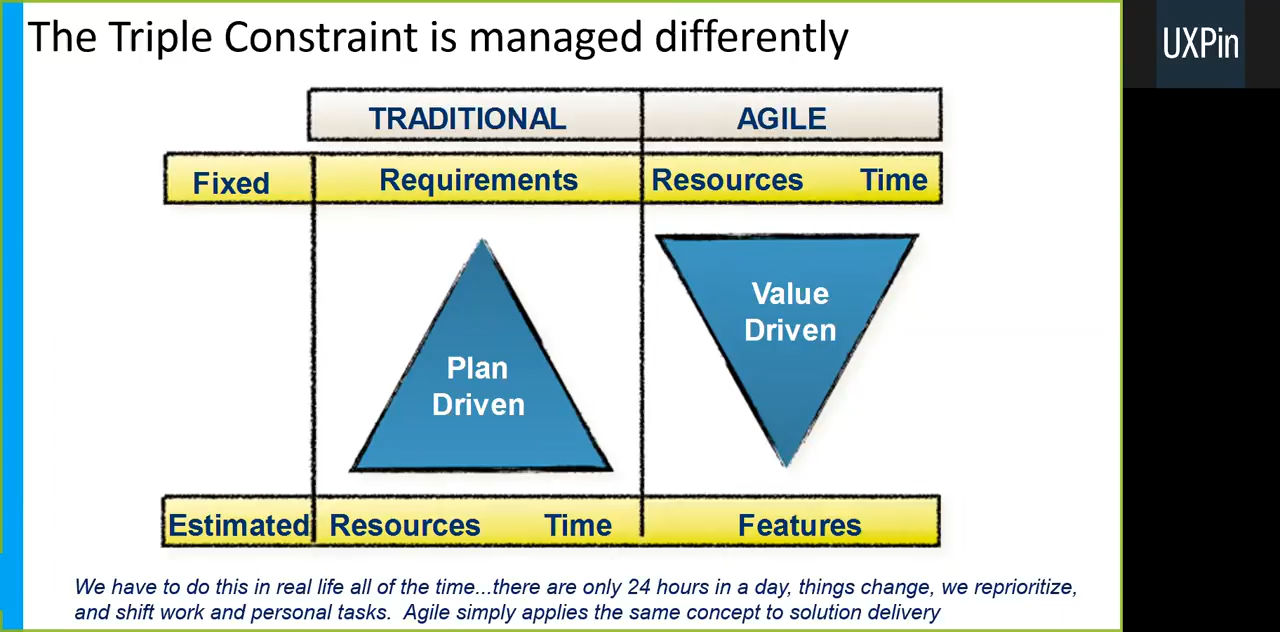 The Triple Constraint is managed differently
UXPin
TRADITIONAL AGILE
Fixed Requirements Resources Time
Value
Driven
Plan
Driven
Estimated Resources Time Features
We have to do this in real life all of the time...there are only 24 hours in a day, things change, we reprioritize,
and shift work and personal tasks. Agile simply applies the same concept to solution delivery